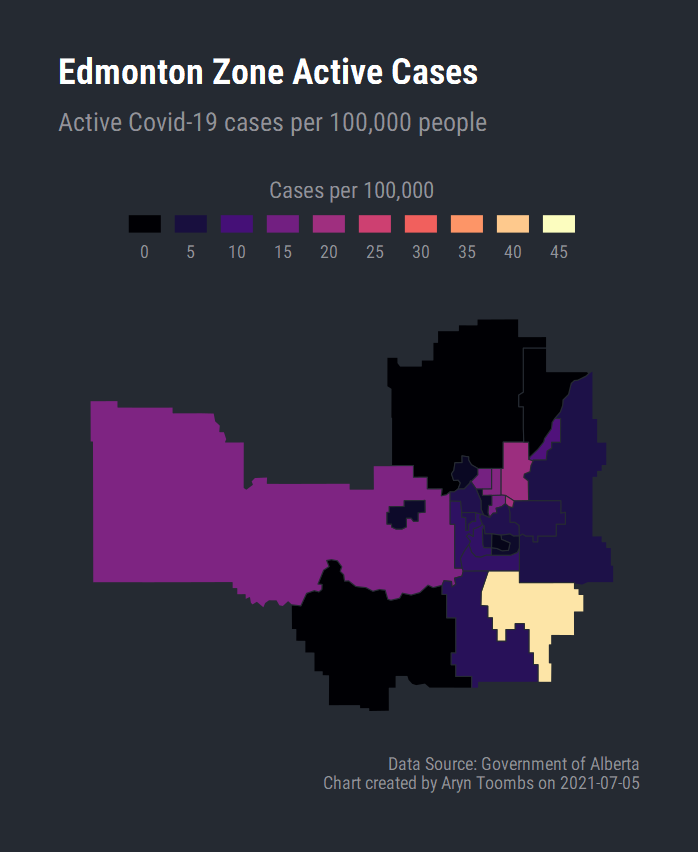 Edmonton Zone Active Cases
Active Covid-19 cases per 100,000 people
Cases per 100,000
0 5 10 15 20 25 30 35 40 45
Data Source: Government of Alberta
Chart created by Aryn Toombs on 2021-07-05